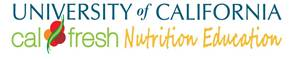 UNIVERSITY of CALIFORNIA
cal fresh Nutrition Education